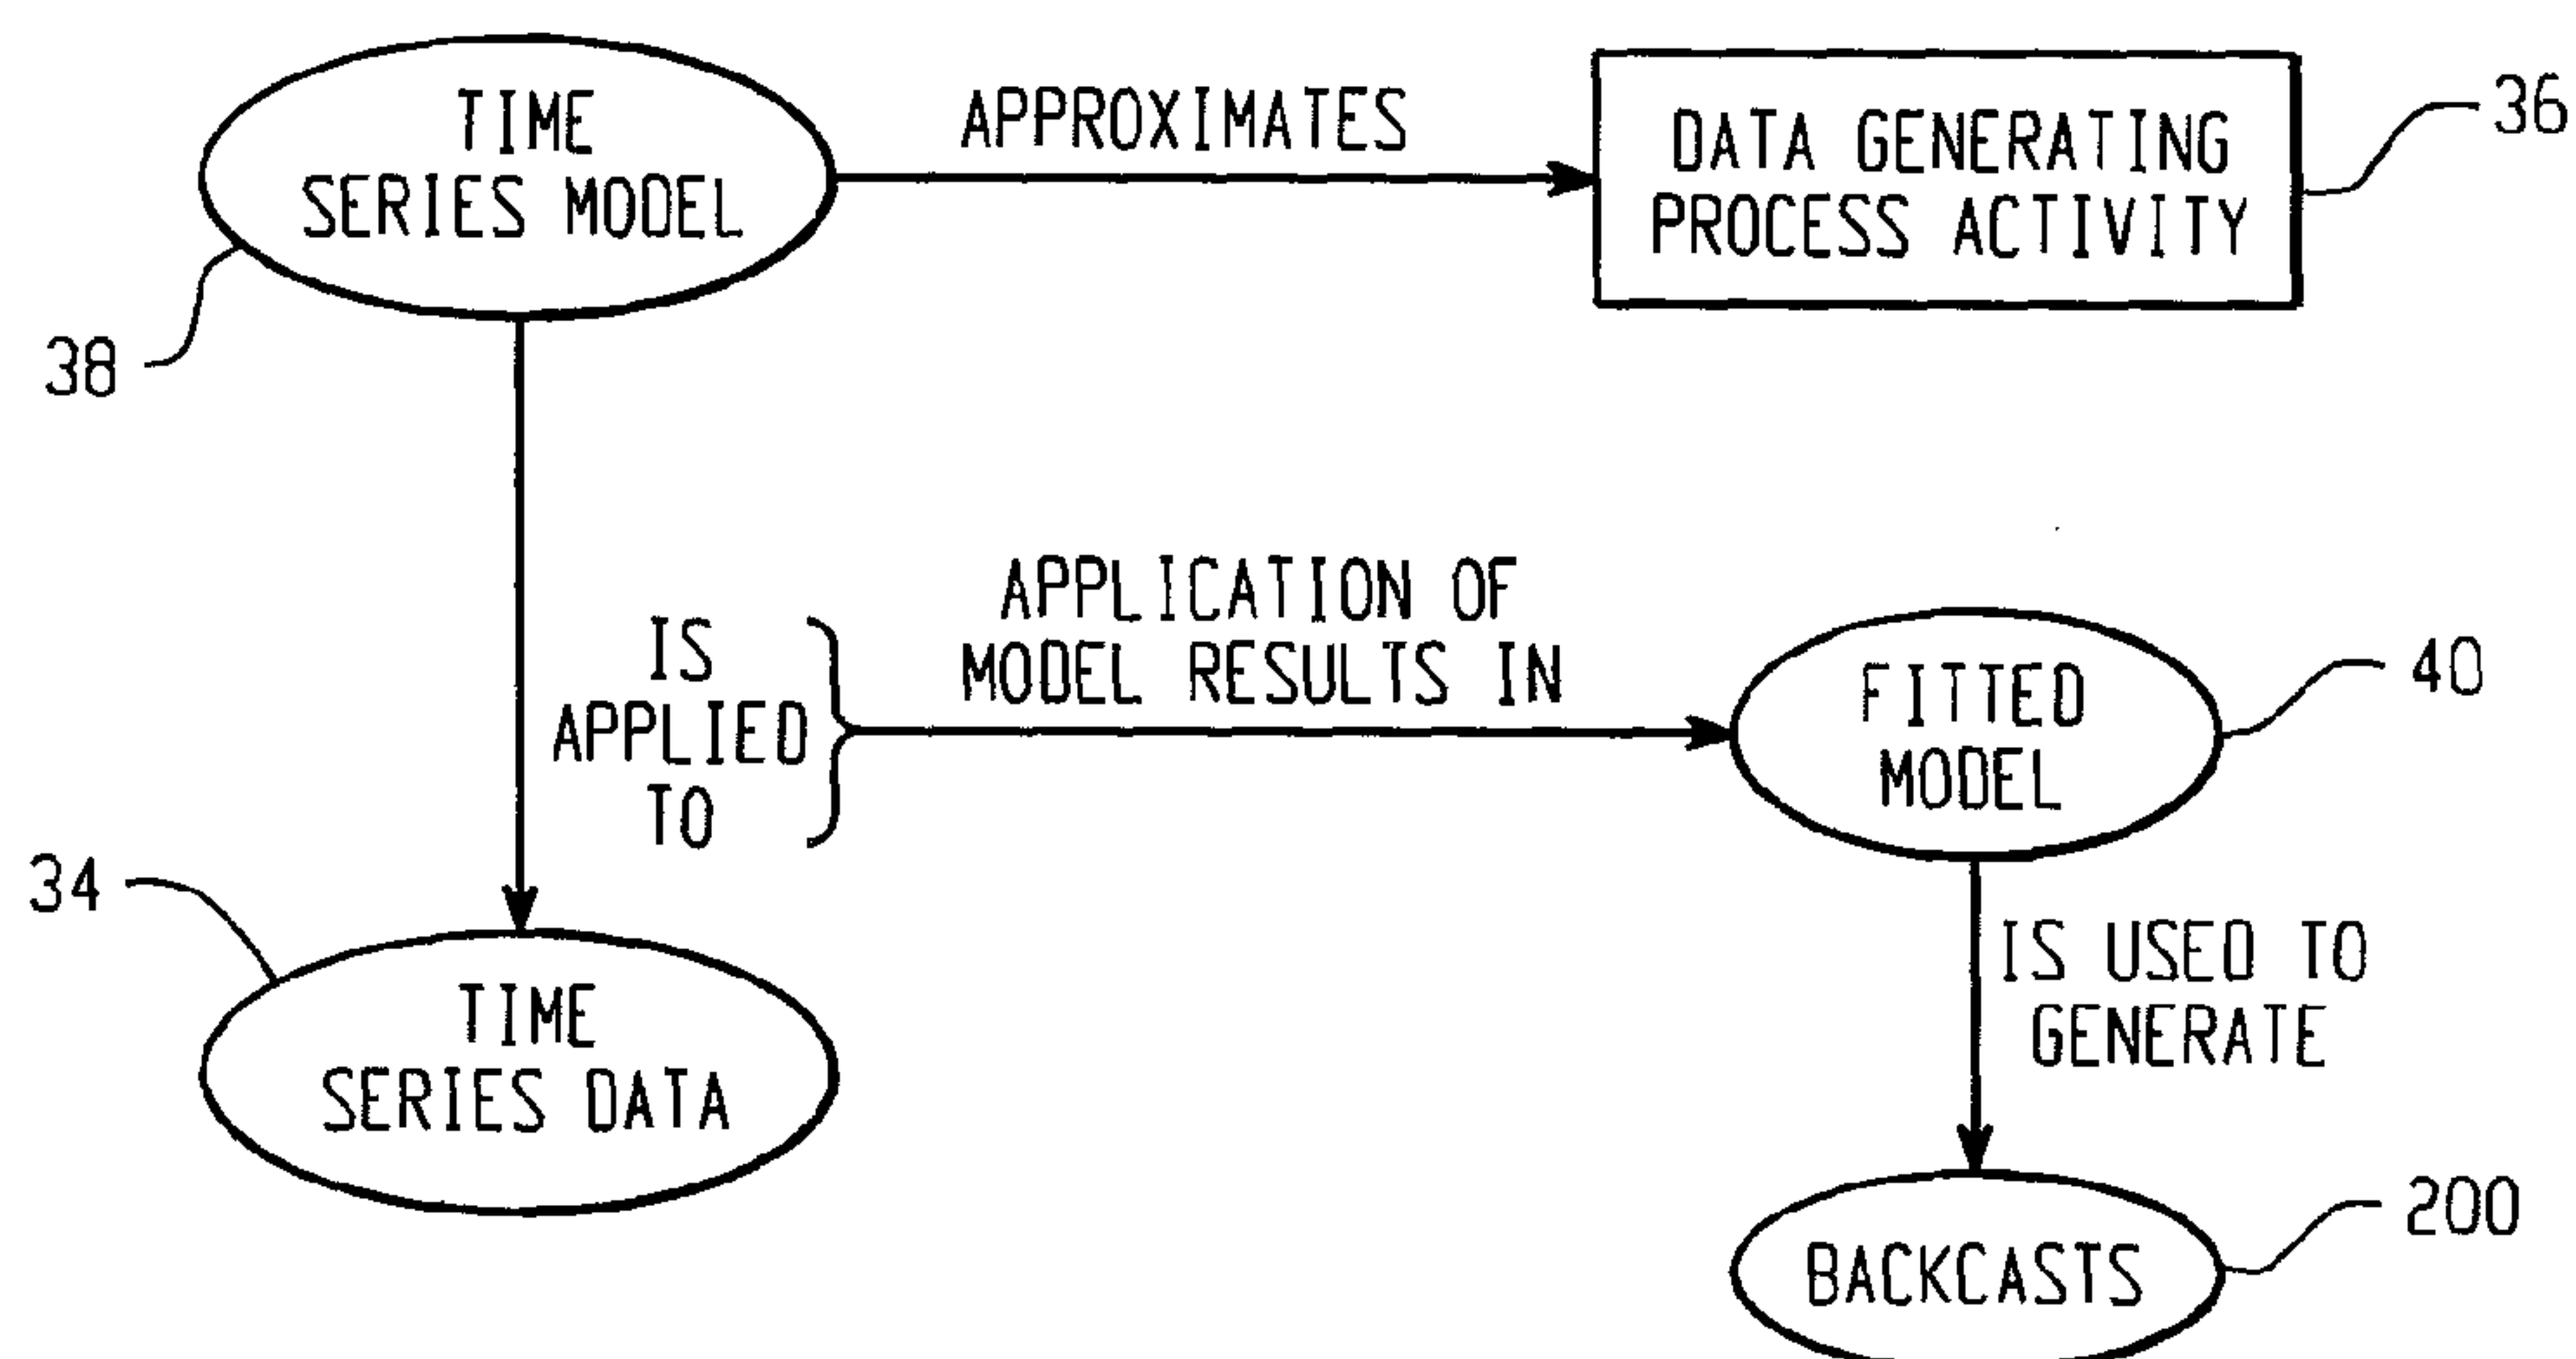 TIME
SERIES MODEL
APPROXIMATES
DATA GENERATING
PROCESS ACTIVITY
36
38
IS
APPLIED
TO
APPLICATION OF
MODEL RESULTS IN
FITTED
MODEL
40
34
TIME
SERIES DATA
IS USED TO
GENERATE
BACKCASTS
200